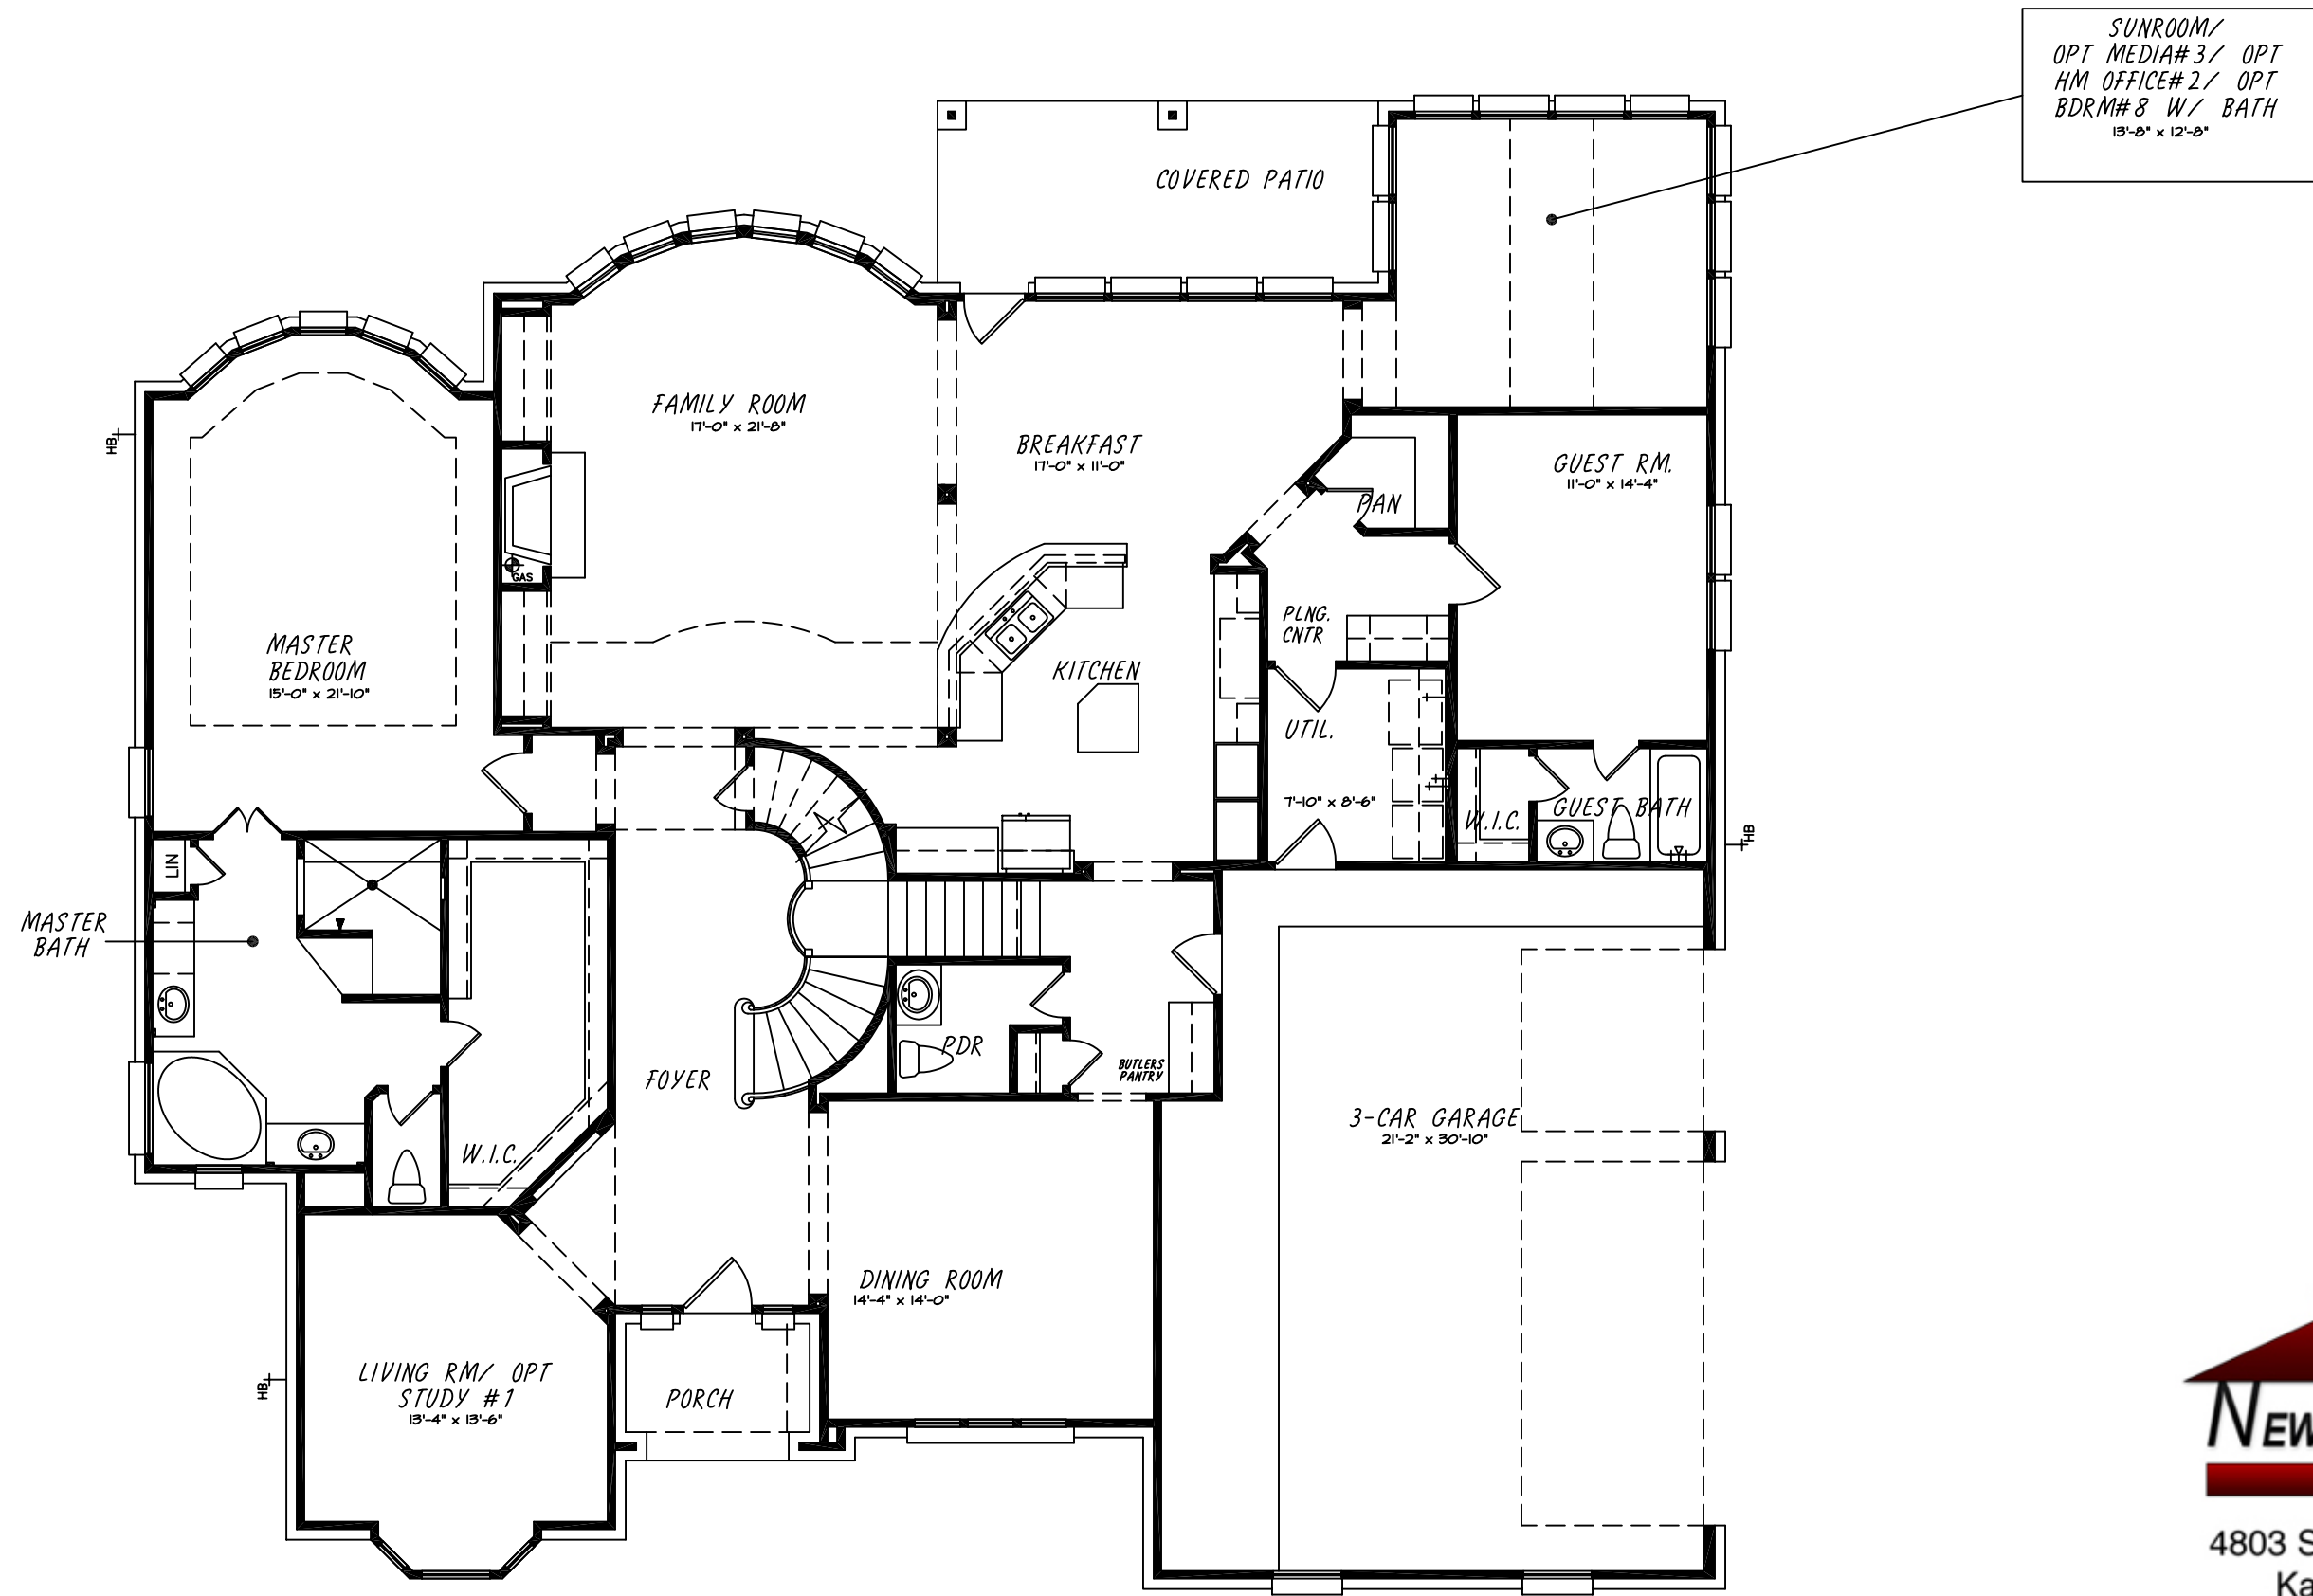 SUNROOM/
OPT MEDIA#3/ OPT
HM OFFICE#2/ OPT
BDRM#8 W/ BATH
13'-8" x 12'-8"
COVERED PATIO
FAMILY ROOM
17'-0" x 21'-8"
BREAKFAST
17'-0" x 11'-0"
GUEST RM.
11'-0" x 14'-4"
HB
PAN
GAS
PLNG.
CNTR
MASTER
BEDROOM
15'-0" x 21'-10"
KITCHEN
UTIL.
7'-10" x 8'-6"
W.I.C.
GUEST BATH
HB
LIN
MASTER
BATH
PDR
BUTLERS
PANTRY
FOYER
W.I.C.
3-CAR GARAGE
21'-2" x 30'-10"
DINING ROOM
14'-4" x 14'-0"
LIVING RM/ OPT
STUDY #1
13'-4" x 13'-6"
HB
PORCH
NEW
4803 S
Ka